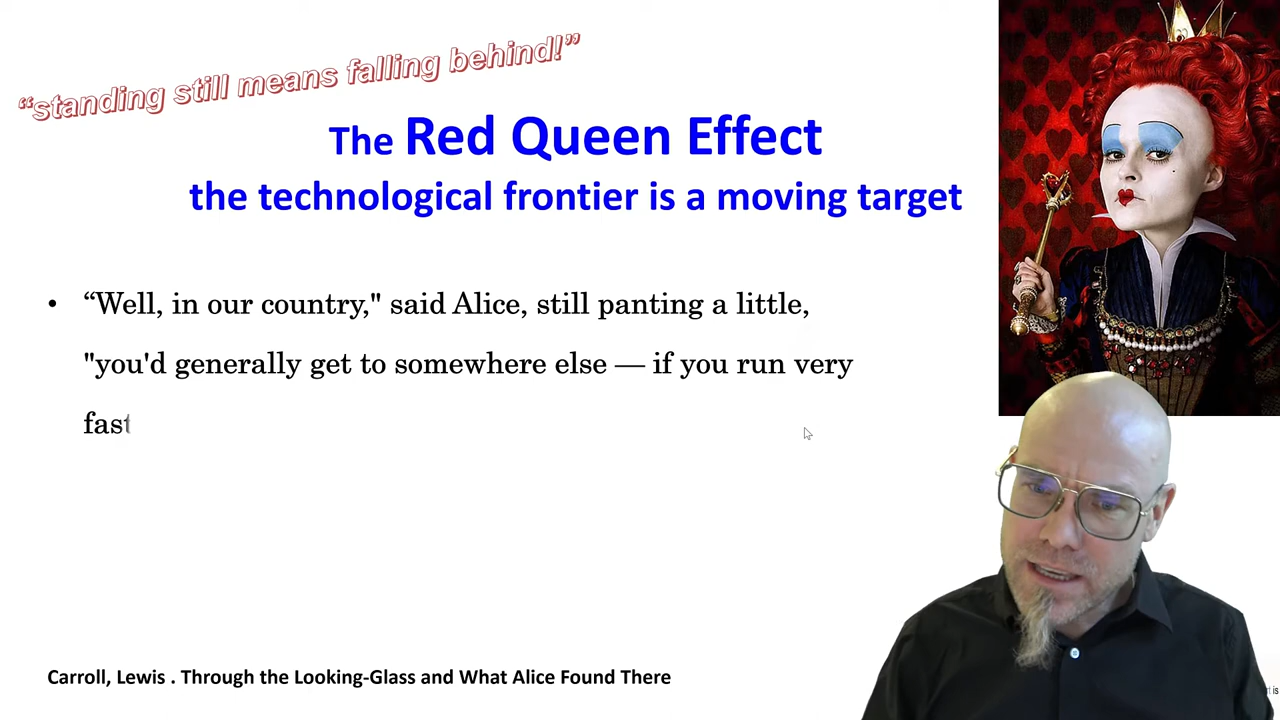 “standing still means falling behind!”
The Red Queen Effect
the technological frontier is a moving target
• “Well, in our country," said Alice, still panting a little,
"you'd generally get to somewhere else — if you run very
fast
Carroll, Lewis . Through the Looking-Glass and What Alice Found There